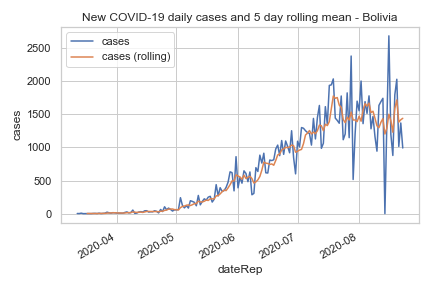 New COVID-19 daily cases and 5 day rolling mean - Bolivia
cases
cases (rolling)
2500
2000
1500
1000
500
0
cases
2020-04
2020-05
2020-06
2020-07
2020-08
dateRep